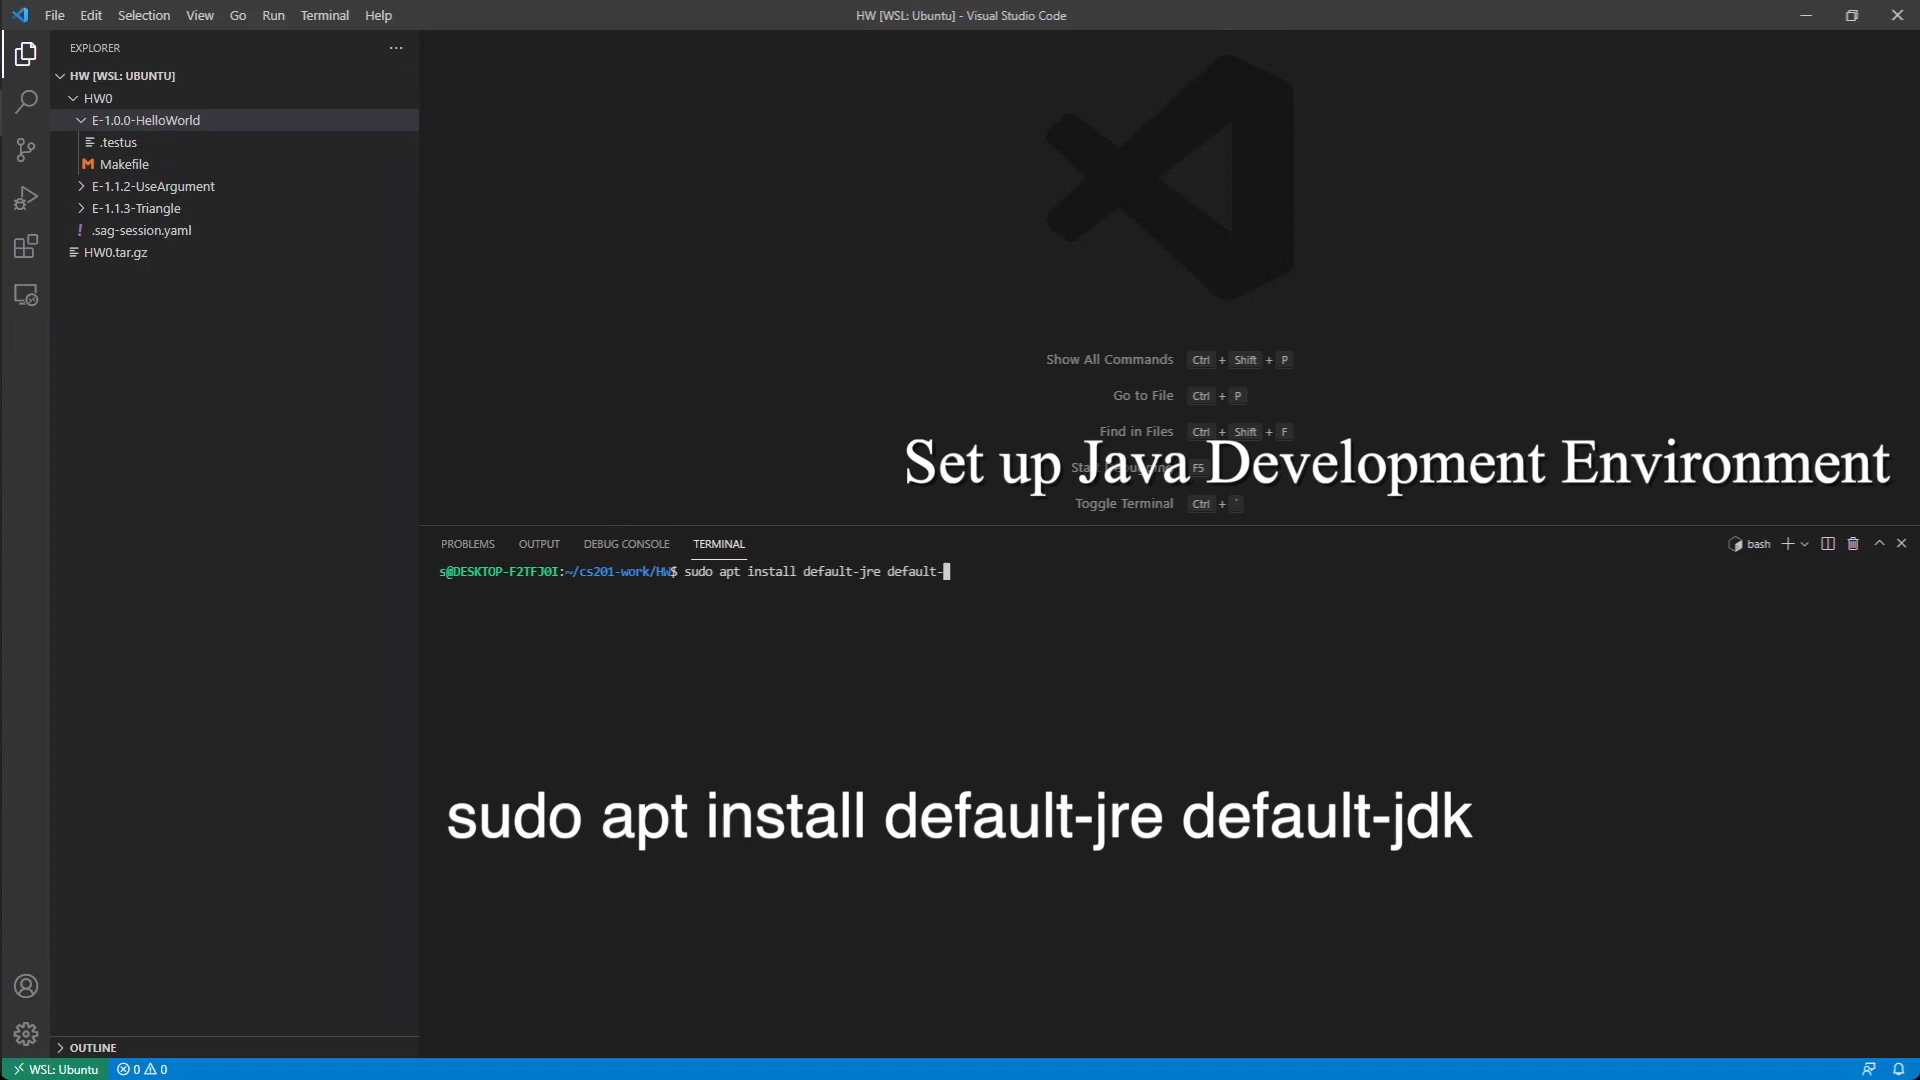 File Edit Selection View Go Run Terminal Help
HW [WSL: Ubuntu] - Visual Studio Code
EXPLORER
HW [WSL: UBUNTU]
HW0
E-1.0.0-HelloWorld
.testus
Makefile
E-1.1.2-UseArgument
E-1.1.3-Triangle
.sag-session.yaml
HW0.tar.gz
Show All Commands Ctrl + Shift + P
Go to File Ctrl + P
Find in Files Ctrl + Shift + F
Set up Java Development Environment
F5
Toggle Terminal Ctrl + `
PROBLEMS OUTPUT DEBUG CONSOLE TERMINAL
bash
s@DESKTOP-F2TFJ0I:~/cs201-work/HW$ sudo apt install default-jre default-
sudo apt install default-jre default-jdk
OUTLINE
WSL: Ubuntu 0 0